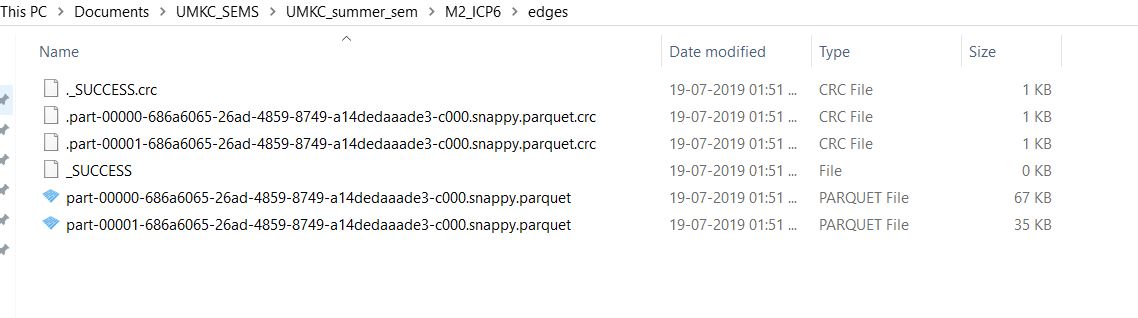 This PC > Documents > UMKC_SEMS > UMKC_summer_sem > M2_ICP6 > edges
Name Date modified Type Size
._SUCCESS.crc 19-07-2019 01:51 ... CRC File 1 KB
.part-00000-686a6065-26ad-4859-8749-a14dedaaade3-c000.snappy.parquet.crc 19-07-2019 01:51 ... CRC File 1 KB
.part-00001-686a6065-26ad-4859-8749-a14dedaaade3-c000.snappy.parquet.crc 19-07-2019 01:51 ... CRC File 1 KB
_SUCCESS 19-07-2019 01:51 ... File 0 KB
part-00000-686a6065-26ad-4859-8749-a14dedaaade3-c000.snappy.parquet 19-07-2019 01:51 ... PARQUET File 67 KB
part-00001-686a6065-26ad-4859-8749-a14dedaaade3-c000.snappy.parquet 19-07-2019 01:51 ... PARQUET File 35 KB